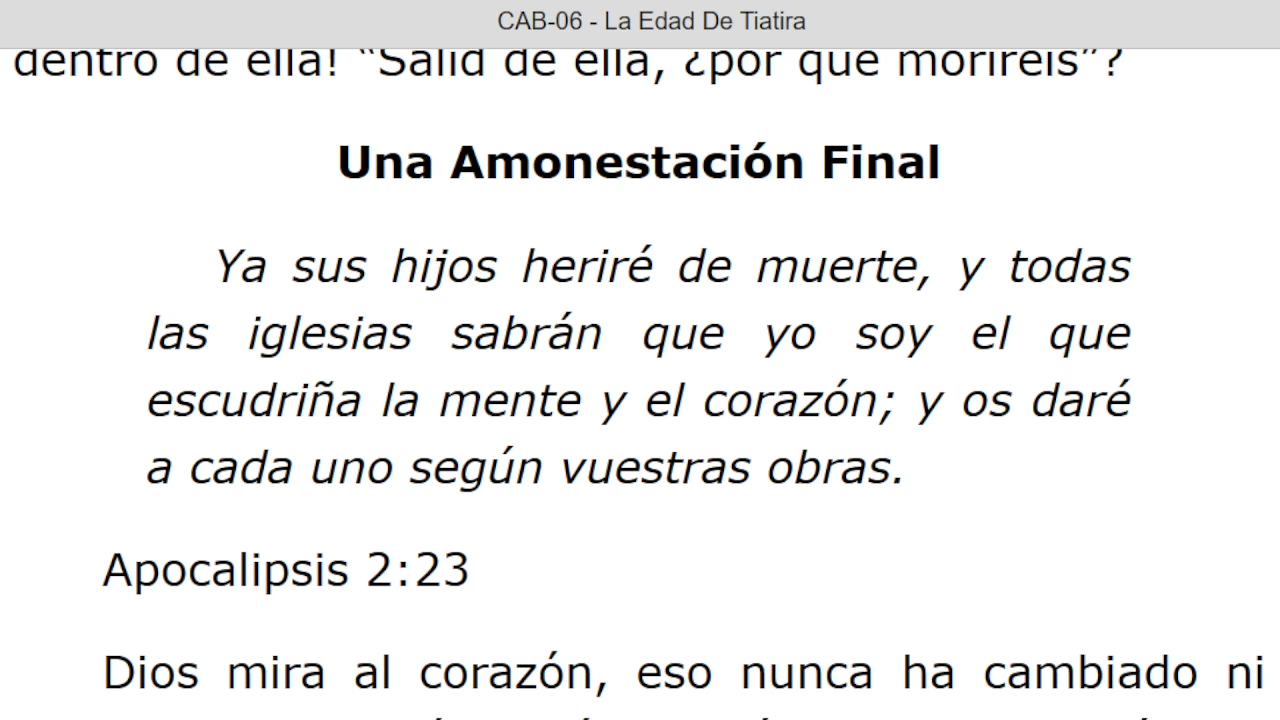 CAB-06 - La Edad De Tiatira
dentro de ella! “Salid de ella, ¿por qué moriréis”?
Una Amonestación Final
Ya sus hijos heriré de muerte, y todas
las iglesias sabrán que yo soy el que
escudriña la mente y el corazón; y os daré
a cada uno según vuestras obras.
Apocalipsis 2:23
Dios mira al corazón, eso nunca ha cambiado ni